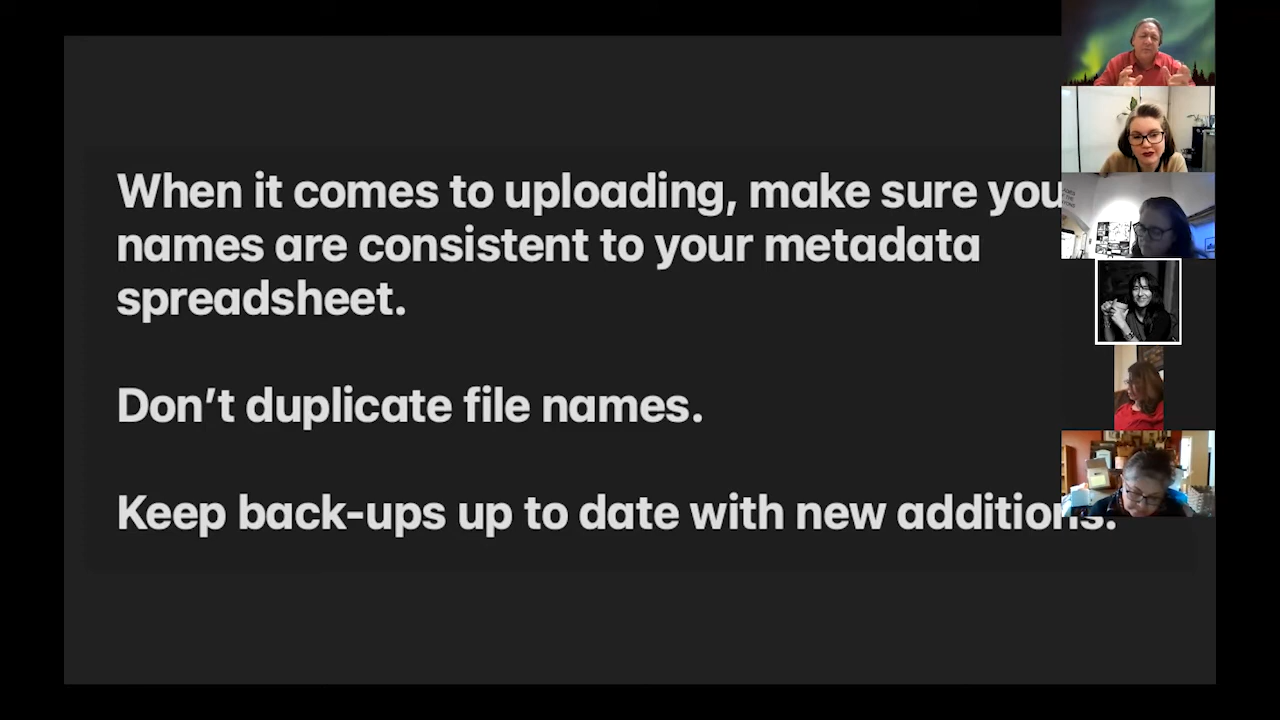 When it comes to uploading, make sure you
names are consistent to your metadata
spreadsheet.
Don’t duplicate file names.
Keep back-ups up to date with new additions.